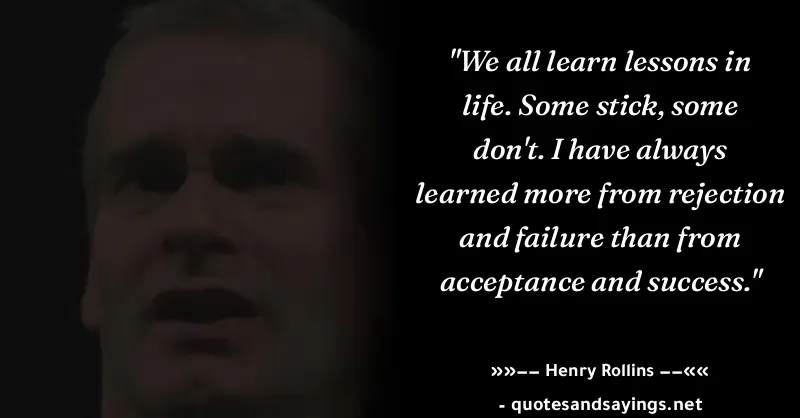 "We all learn lessons in
life. Some stick, some
don't. I have always
learned more from rejection
and failure than from
acceptance and success."
»»–– Henry Rollins ––««
- quotesandsayings.net